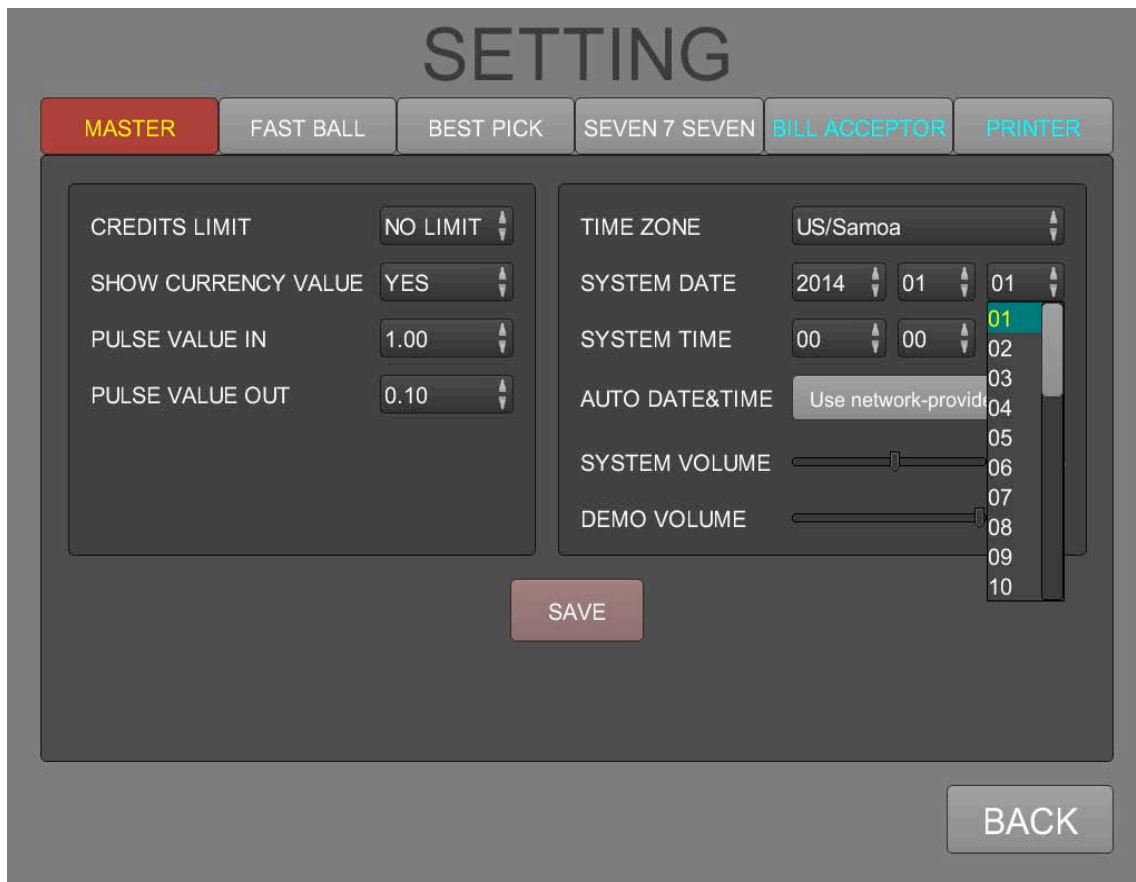 SETTING
MASTER FAST BALL BEST PICK SEVEN 7 SEVEN BILL ACCEPTOR PRINTER
CREDITS LIMIT NO LIMIT
SHOW CURRENCY VALUE YES
PULSE VALUE IN 1.00
PULSE VALUE OUT 0.10
TIME ZONE US/Samoa
SYSTEM DATE 2014 01 01
SYSTEM TIME 00 00
AUTO DATE&TIME Use network-provide
SYSTEM VOLUME
DEMO VOLUME
01
02
03
04
05
06
07
08
09
10
SAVE
BACK